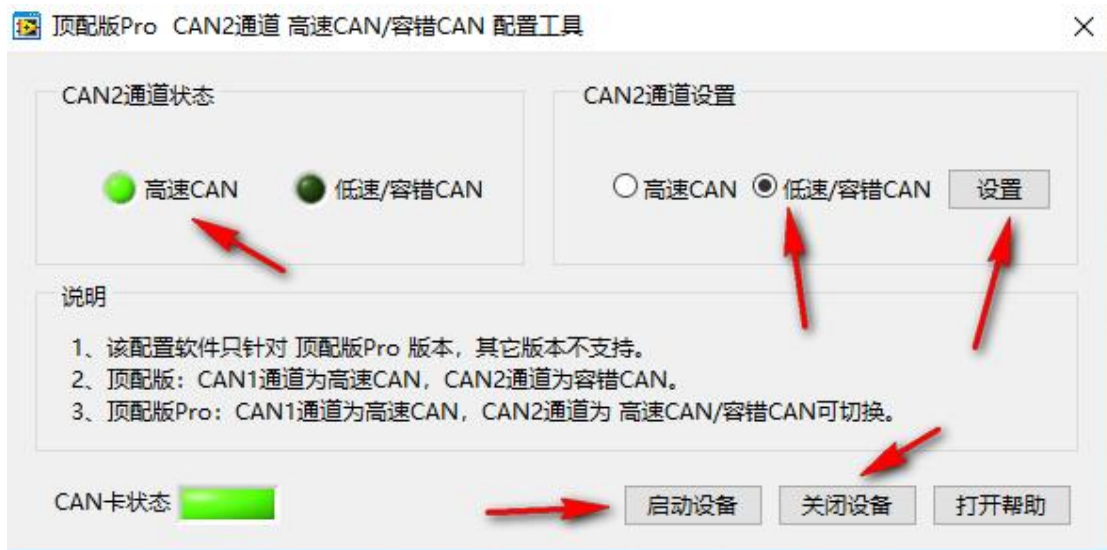 顶配版Pro CAN2通道 高速CAN/容错CAN 配置工具
CAN2通道状态
CAN2通道设置
高速CAN
低速/容错CAN
高速CAN
低速/容错CAN
设置
说明
1、该配置软件只针对 顶配版Pro 版本，其它版本不支持。
2、顶配版：CAN1通道为高速CAN，CAN2通道为容错CAN。
3、顶配版Pro：CAN1通道为高速CAN，CAN2通道为 高速CAN/容错CAN可切换。
CAN卡状态
启动设备
关闭设备
打开帮助